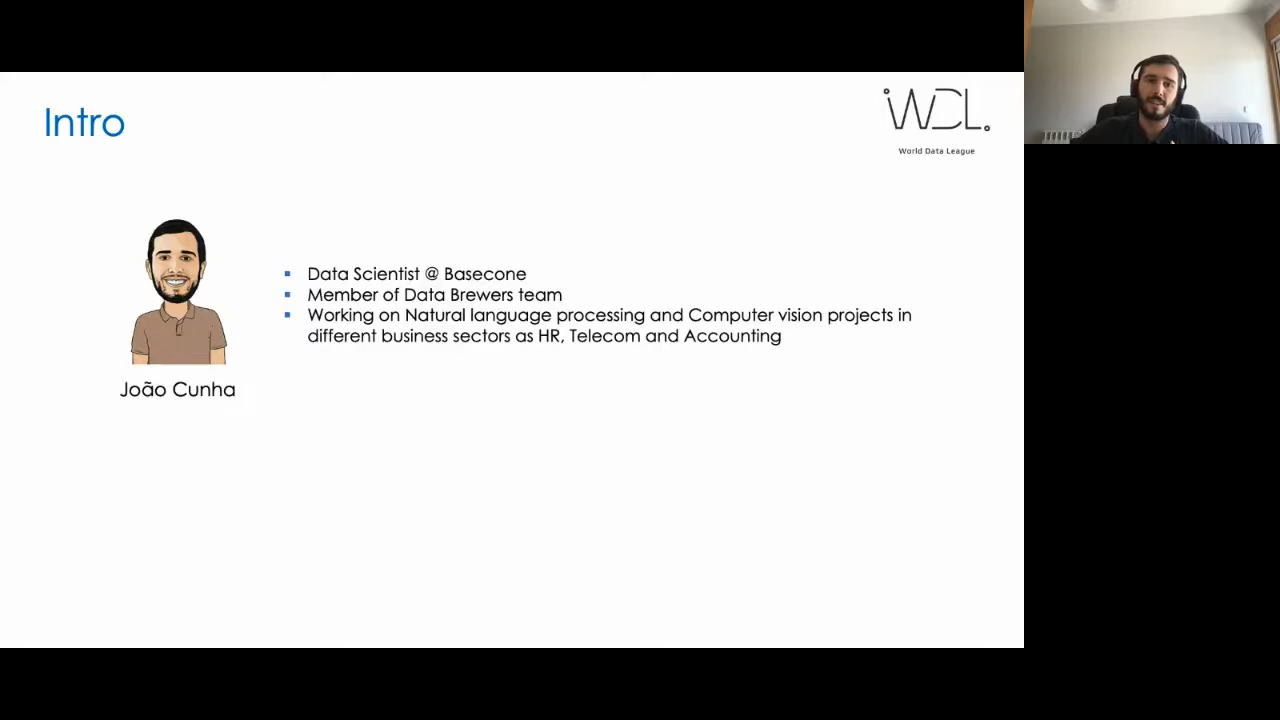 Intro
WDL.
World Data League
Data Scientist @ Basecone
Member of Data Brewers team
Working on Natural language processing and Computer vision projects in
different business sectors as HR, Telecom and Accounting
João Cunha